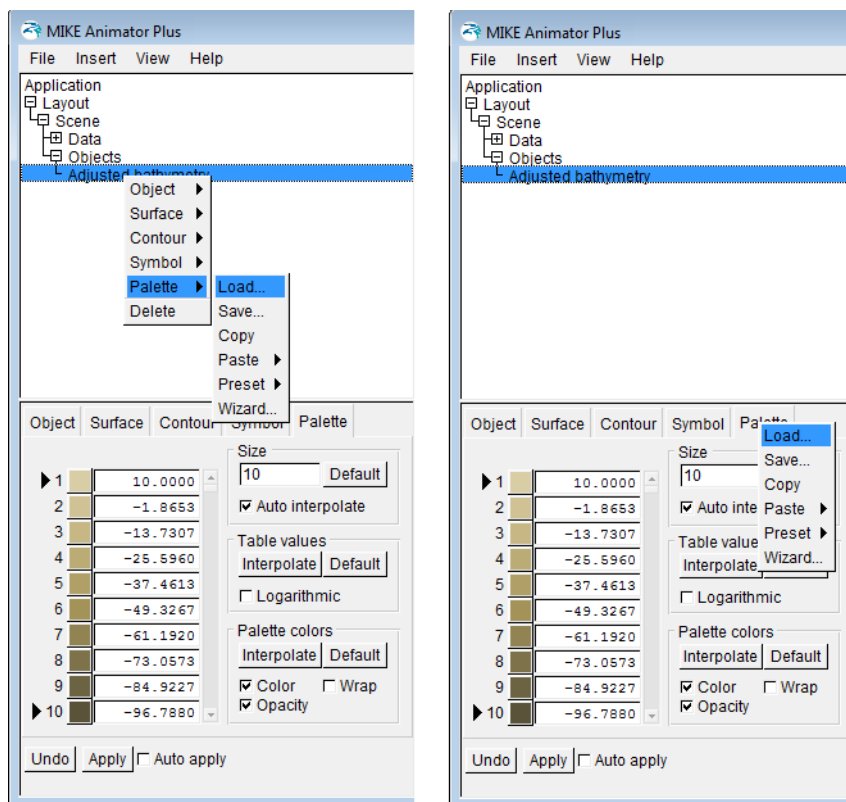 MIKE Animator Plus
File Insert View Help
Application
Layout
Scene
Data
Objects
Adjusted bathymetry
Object
Surface
Contour
Symbol
Palette
Delete
Load...
Save...
Copy
Paste
Preset
Wizard...
Object Surface Contour Symbol Palette
1 10.0000
2 -1.8653
3 -13.7307
4 -25.5960
5 -37.4613
6 -49.3267
7 -61.1920
8 -73.0573
9 -84.9227
10 -96.7880
Size
10 Default
Auto interpolate
Table values
Interpolate Default
Logarithmic
Palette colors
Interpolate Default
Color Wrap
Opacity
Undo Apply Auto apply
MIKE Animator Plus
File Insert View Help
Application
Layout
Scene
Data
Objects
Adjusted bathymetry
Object Surface Contour Symbol Palette
Load...
Save...
Copy
Paste
Preset
Wizard...
1 10.0000
2 -1.8653
3 -13.7307
4 -25.5960
5 -37.4613
6 -49.3267
7 -61.1920
8 -73.0573
9 -84.9227
10 -96.7880
Size
10
Auto inte
Table value
Interpolate
Logarithmic
Palette colors
Interpolate Default
Color Wrap
Opacity
Undo Apply Auto apply